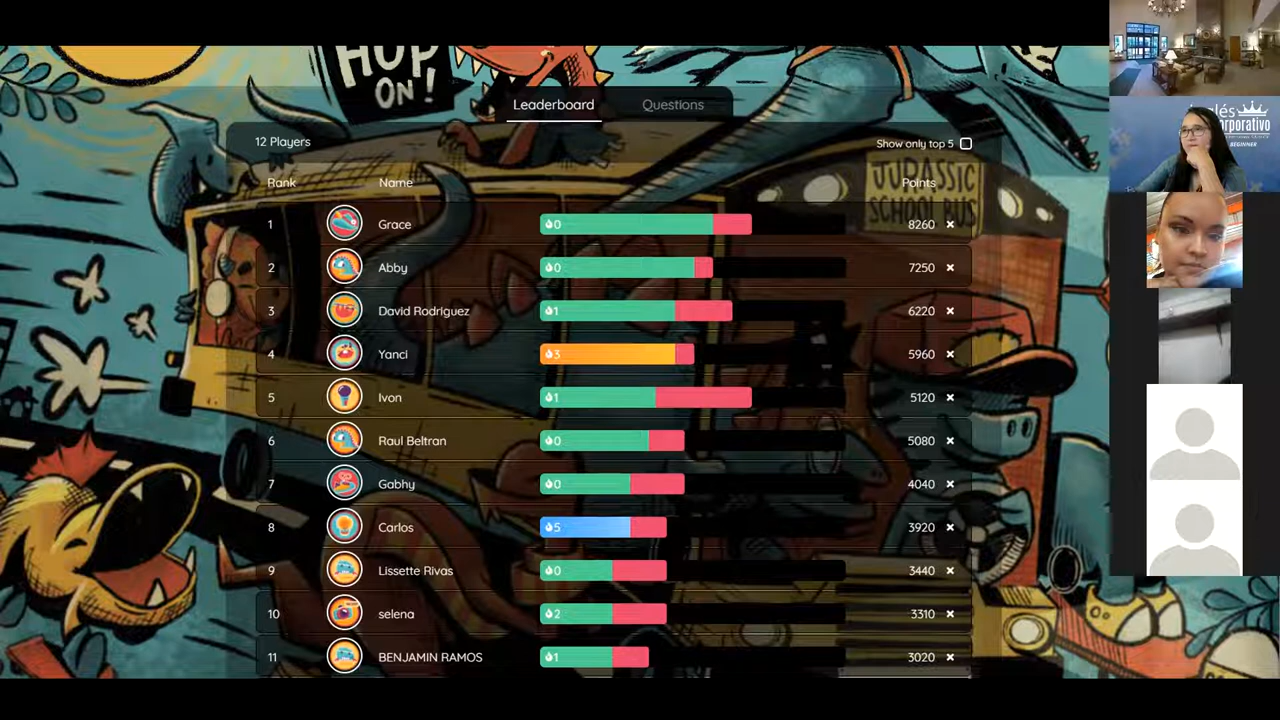 HOP
ON!
Leaderboard
Questions
12 Players
Show only top 5
Rank Name Points
JURASSIC
SCHOOL BUS
1 Grace 0 8260
2 Abby 0 7250
3 David Rodriguez 1 6220
4 Yanci 3 5960
5 Ivon 1 5120
6 Raul Beltran 0 5080
7 Gabhy 0 4040
8 Carlos 5 3920
9 Lissette Rivas 0 3440
10 selena 2 3310
11 BENJAMIN RAMOS 1 3020
BEGINNER